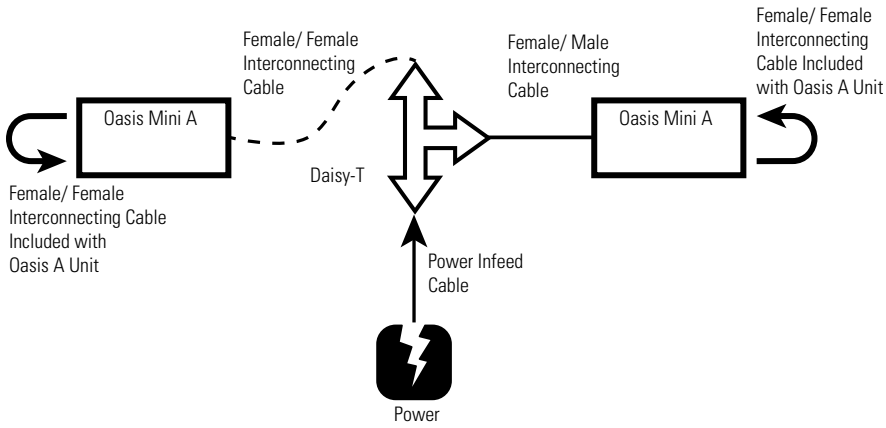 Female/ Female
Interconnecting
Cable
Female/ Male
Interconnecting
Cable
Female/ Female
Interconnecting
Cable Included
with Oasis A Unit
Oasis Mini A
Oasis Mini A
Daisy-T
Female/ Female
Interconnecting Cable
Included with
Oasis A Unit
Power Infeed
Cable
Power